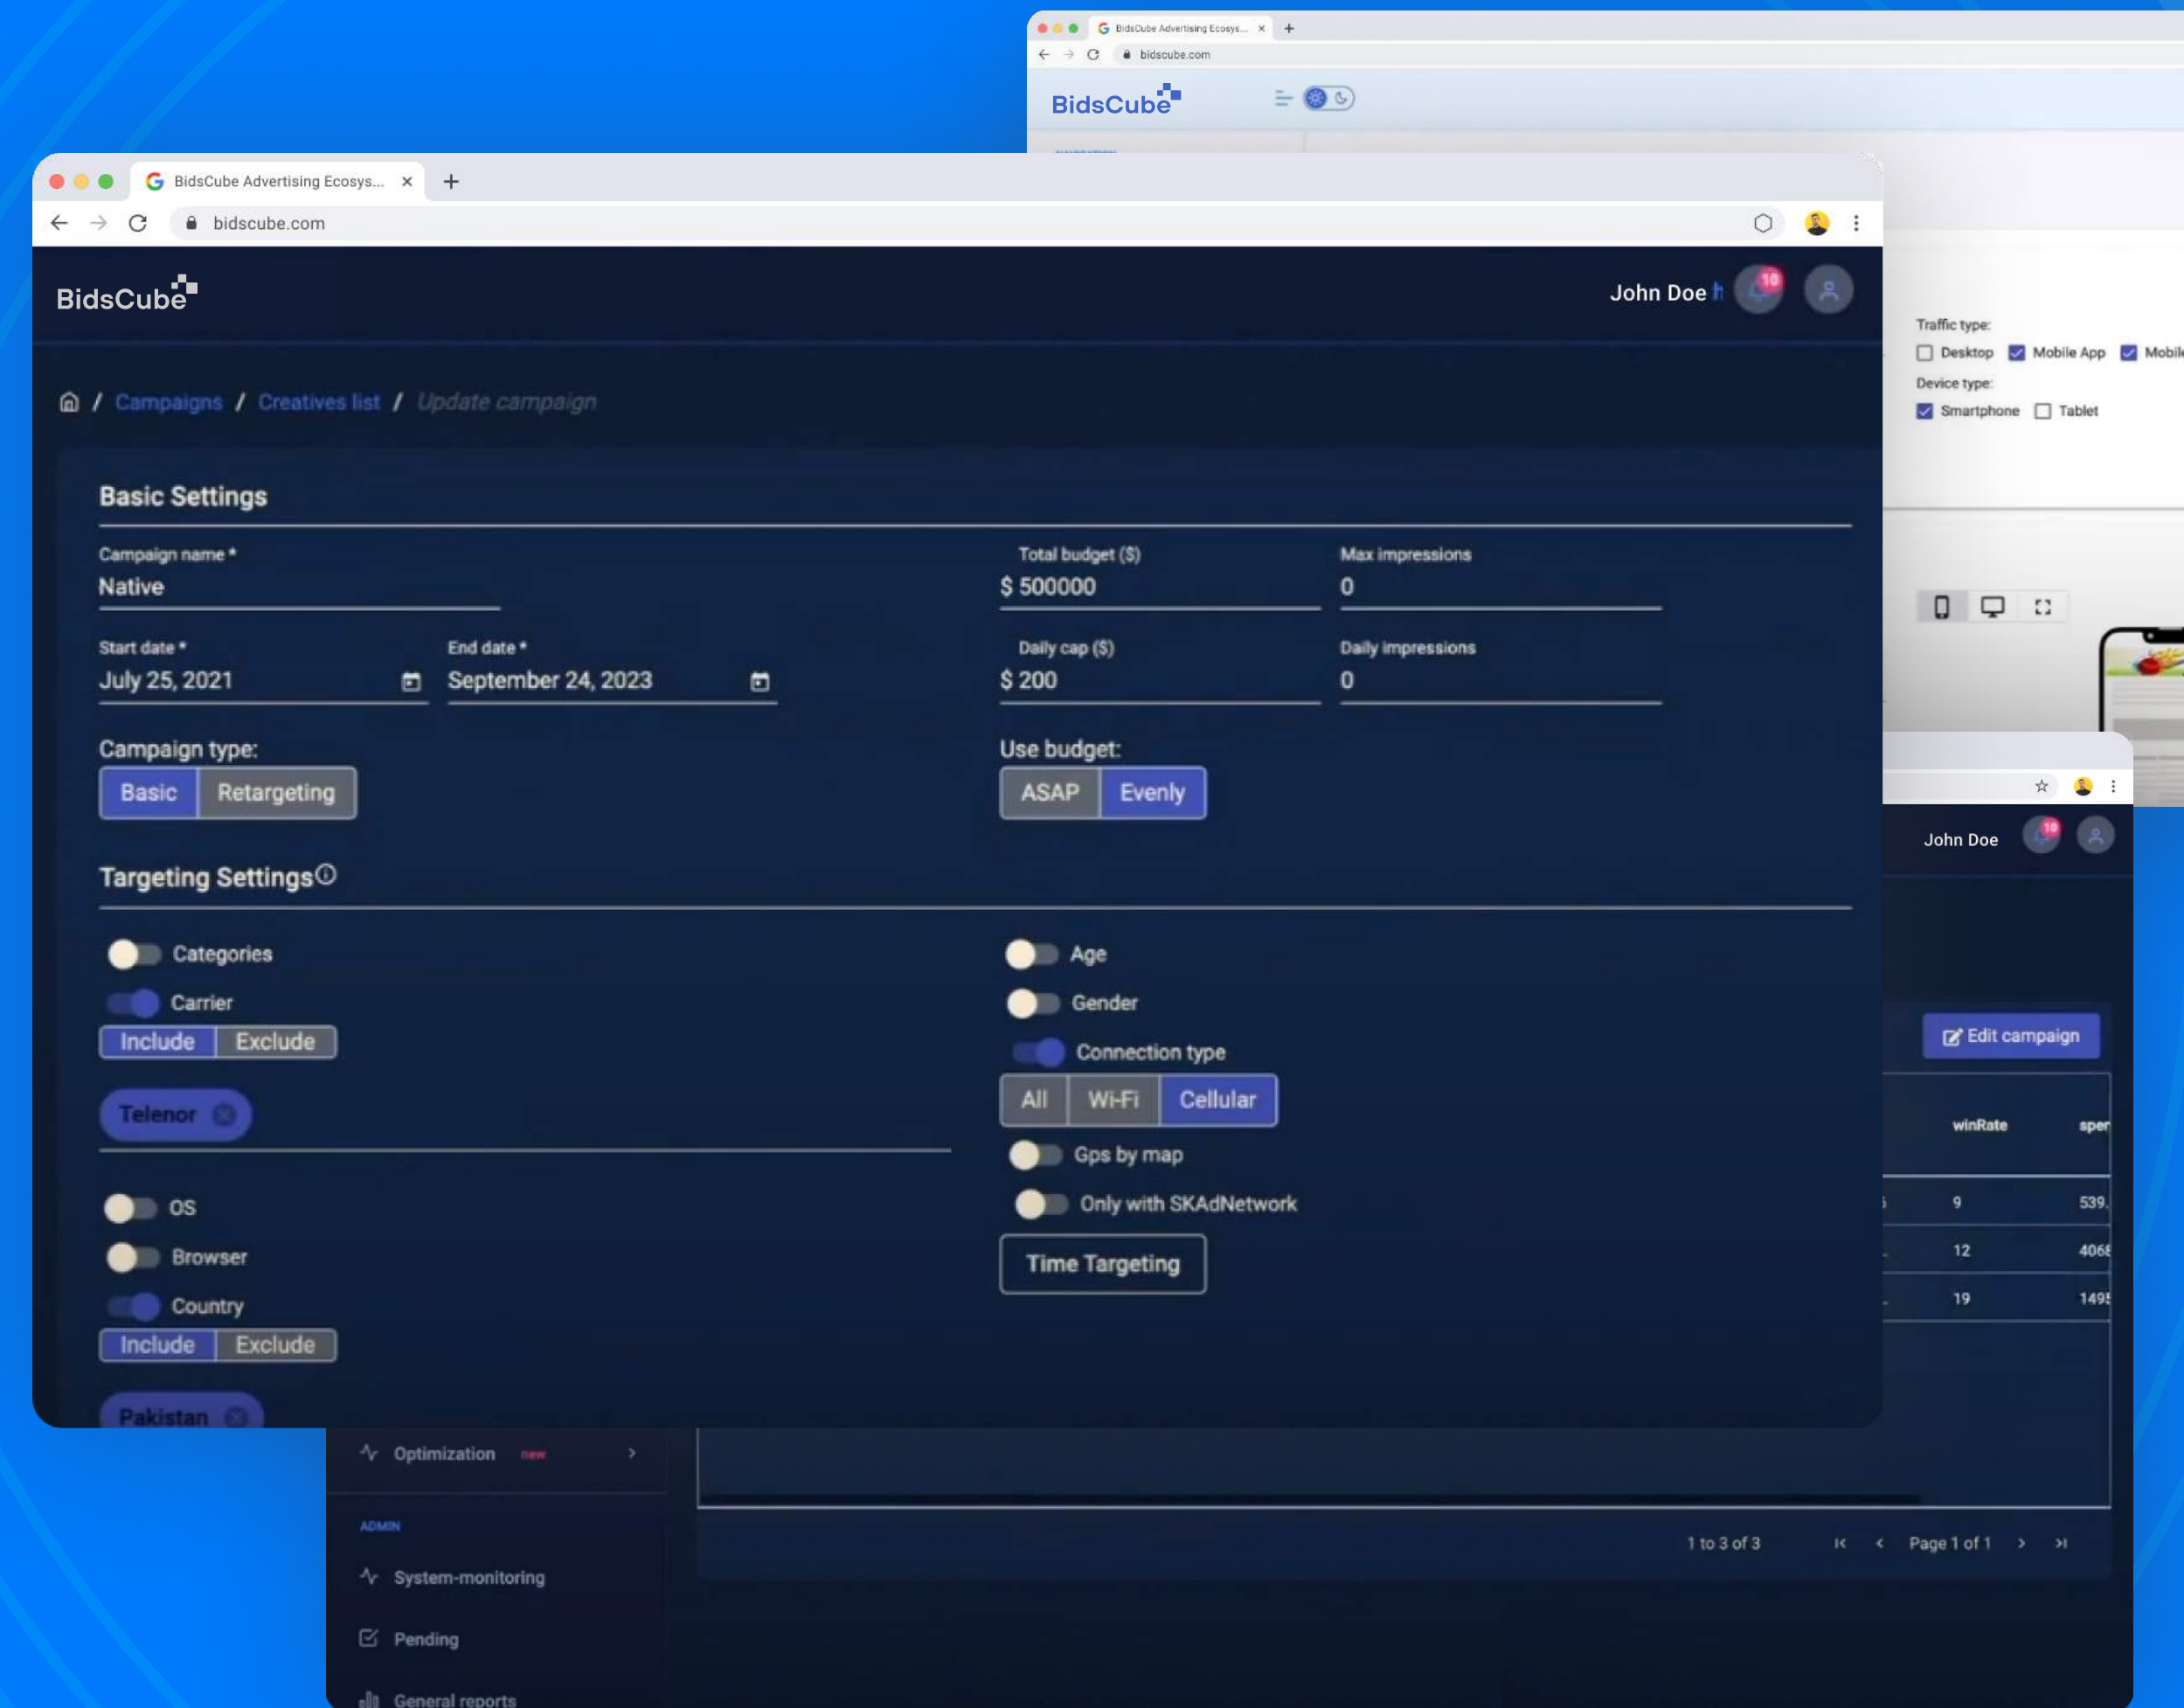 BidsCube Advertising Ecosys...
bidscube.com
BidsCube
BidsCube Advertising Ecosys...
bidscube.com
BidsCube
John Doe
10
/ Campaigns / Creatives list / Update campaign
Basic Settings
Campaign name *
Native
Total budget ($)
$ 500000
Max impressions
0
Start date *
July 25, 2021
End date *
September 24, 2023
Daily cap ($)
$ 200
Daily impressions
0
Campaign type:
Basic Retargeting
Use budget:
ASAP Evenly
Targeting Settings
Categories
Carrier
Include Exclude
Telenor
OS
Browser
Country
Include Exclude
Pakistan
Age
Gender
Connection type
All Wi-Fi Cellular
Gps by map
Only with SKAdNetwork
Time Targeting
Traffic type:
Desktop Mobile App Mobile
Device type:
Smartphone Tablet
John Doe
10
Edit campaign
winRate
9 539.
12 4068
19 1495
Optimization new
ADMIN
System-monitoring
Pending
General reports
1 to 3 of 3
Page 1 of 1